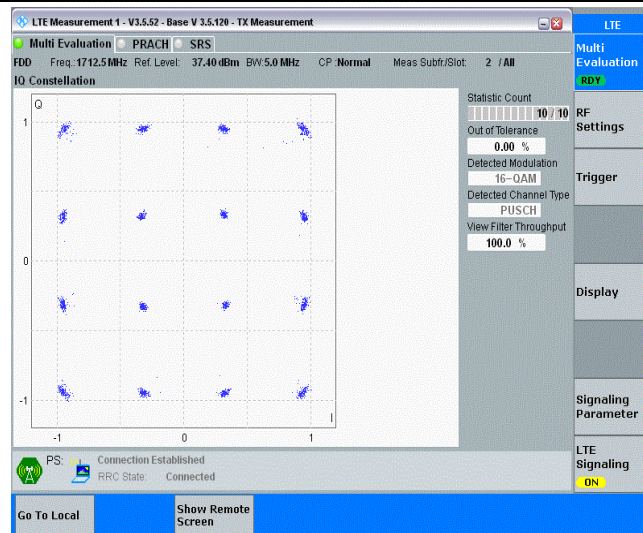 LTE Measurement 1 - V3.5.52 - Base V 3.5.120 - TX Measurement
LTE
Multi Evaluation PRACH SRS
Multi
Evaluation
RDY
FDD Freq.:1712.5 MHz Ref. Level: 37.40 dBm BW:5.0 MHz CP :Normal Meas Subfr./Slot: 2 / All
IQ Constellation
Q
1
0
-1
I
-1 0 1
Statistic Count
10 / 10
Out of Tolerance
0.00 %
Detected Modulation
16-QAM
Detected Channel Type
PUSCH
View Filter Throughput
100.0 %
RF
Settings
Trigger
Display
Signaling
Parameter
LTE
Signaling
ON
PS: Connection Established
RRC State: Connected
Go To Local
Show Remote
Screen